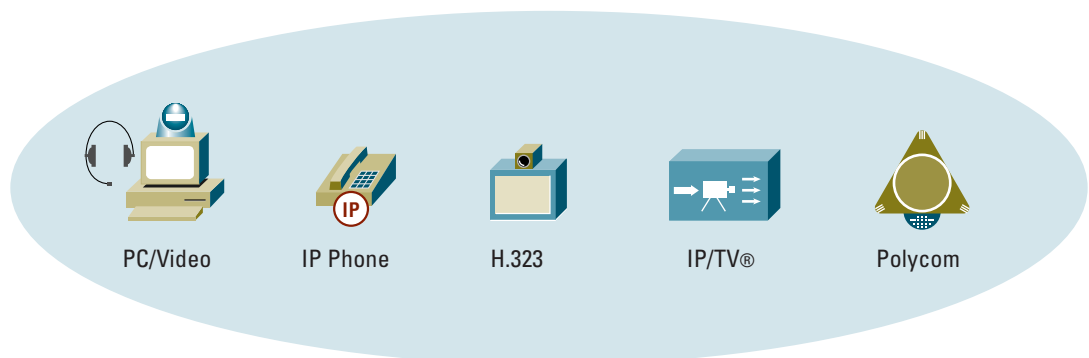 IP
PC/Video
IP Phone
H.323
IP/TV®
Polycom